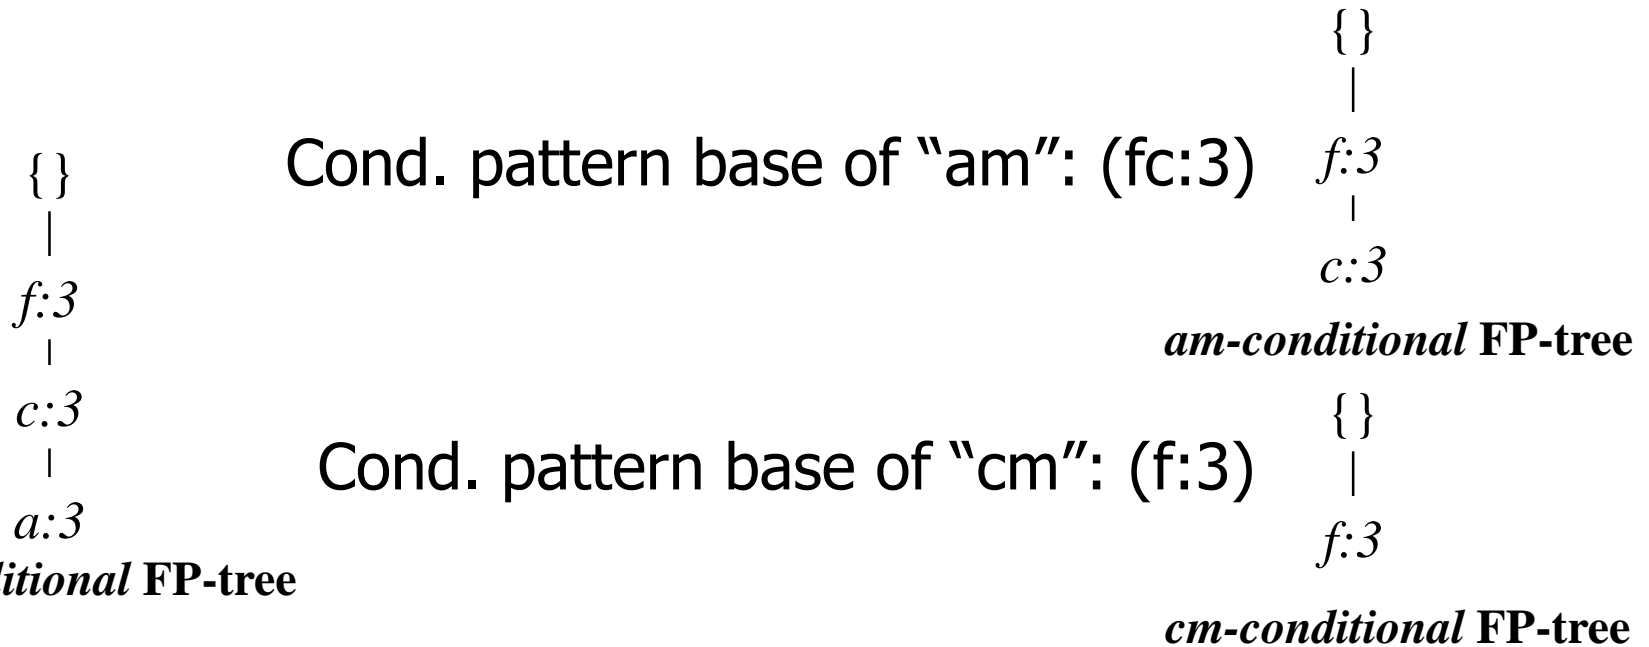 {}
f:3
c:3
a:3
FP-tree
Cond. pattern base of “am”: (fc:3)
{}
f:3
c:3
am-conditional FP-tree
Cond. pattern base of “cm”: (f:3)
{}
f:3
cm-conditional FP-tree